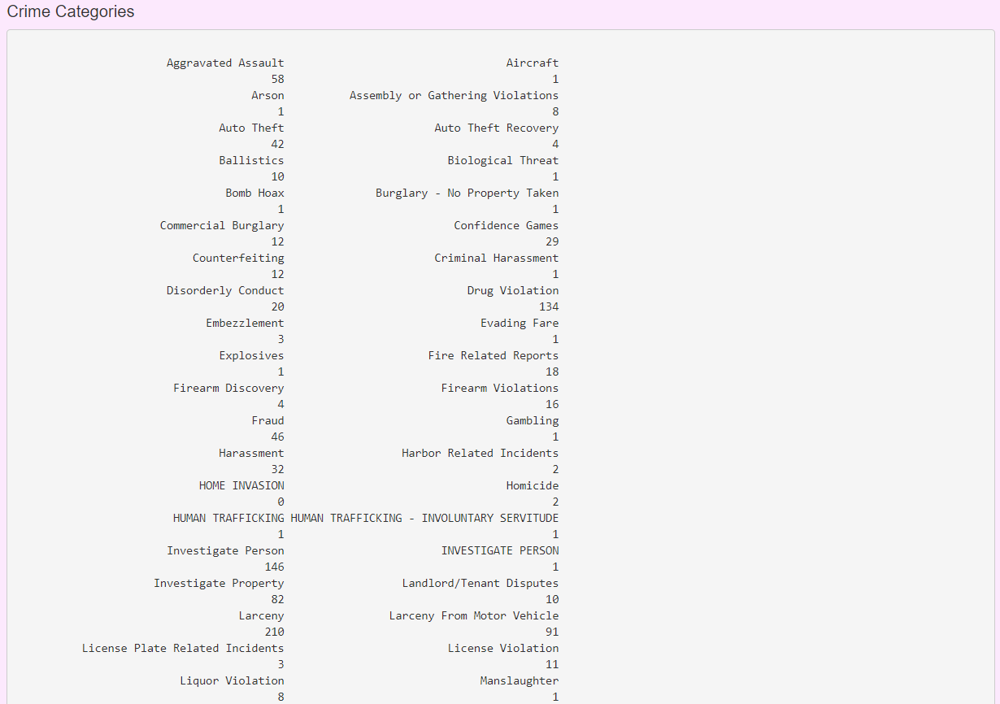 Crime Categories
Aggravated Assault Aircraft
58 1
Arson Assembly or Gathering Violations
1 8
Auto Theft Auto Theft Recovery
42 4
Ballistics Biological Threat
10 1
Bomb Hoax Burglary - No Property Taken
1 1
Commercial Burglary Confidence Games
12 29
Counterfeiting Criminal Harassment
12 1
Disorderly Conduct Drug Violation
20 134
Embezzlement Evading Fare
3 1
Explosives Fire Related Reports
1 18
Firearm Discovery Firearm Violations
4 16
Fraud Gambling
46 1
Harassment Harbor Related Incidents
32 2
HOME INVASION Homicide
0 2
HUMAN TRAFFICKING HUMAN TRAFFICKING - INVOLUNTARY SERVITUDE
1 1
Investigate Person INVESTIGATE PERSON
146 1
Investigate Property Landlord/Tenant Disputes
82 10
Larceny Larceny From Motor Vehicle
210 91
License Plate Related Incidents License Violation
3 11
Liquor Violation Manslaughter
8 1